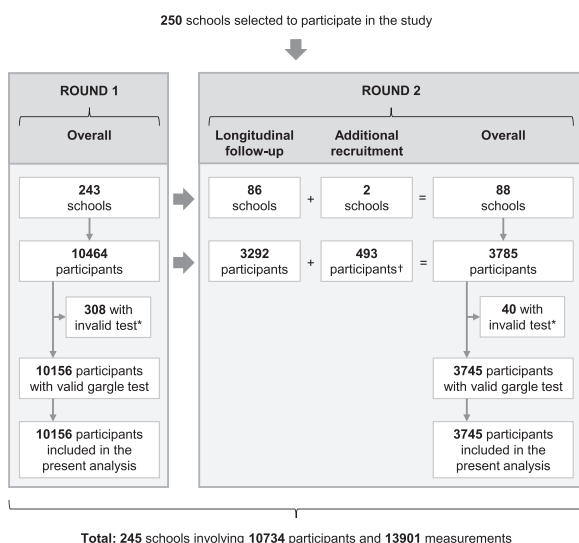 250 schools selected to participate in the study
ROUND 1
Overall
243
schools
10464
participants
308 with
invalid test*
10156 participants
with valid gargle test
10156 participants
included in the
present analysis
ROUND 2
Longitudinal
follow-up
Additional
recruitment
Overall
86
schools
+
2
schools
=
88
schools
3292
participants
+
493
participants†
=
3785
participants
40 with
invalid test*
3745 participants
with valid gargle test
3745 participants
included in the
present analysis
Total: 245 schools involving 10734 participants and 13901 measurements